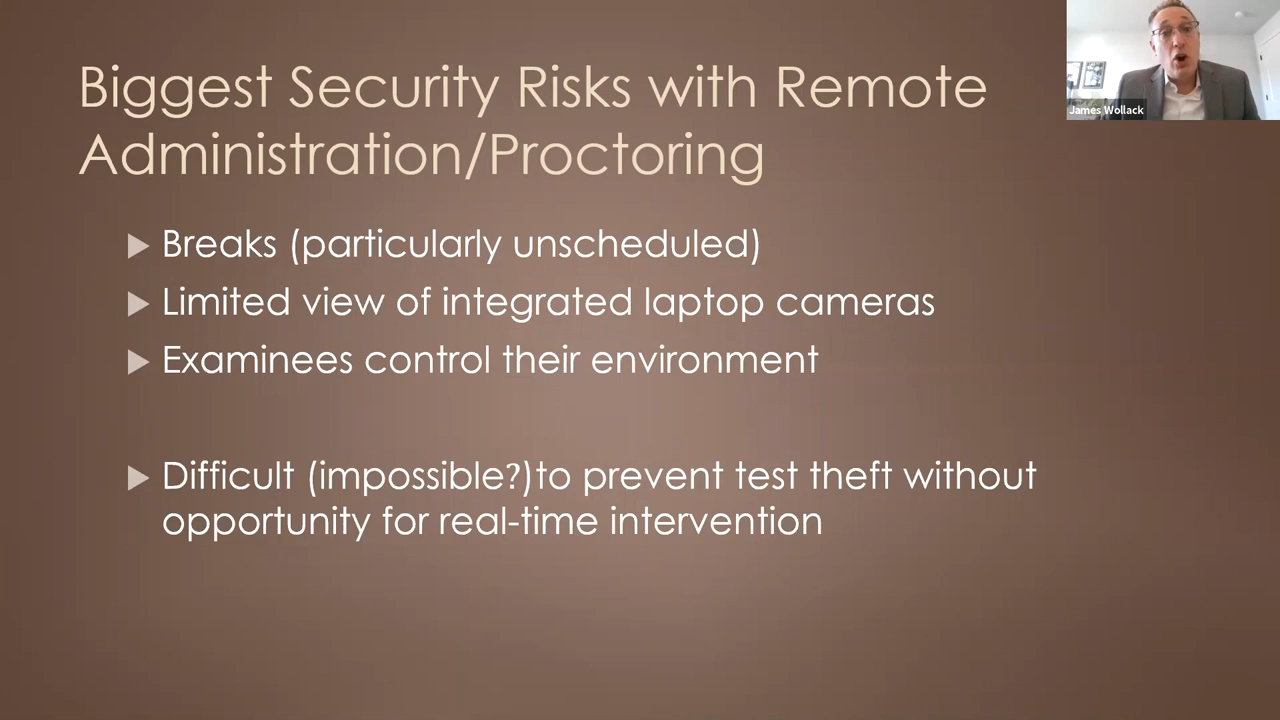 Biggest Security Risks with Remote
Administration/Proctoring
James Wollack
Breaks (particularly unscheduled)
Limited view of integrated laptop cameras
Examinees control their environment
Difficult (impossible?)to prevent test theft without
opportunity for real-time intervention